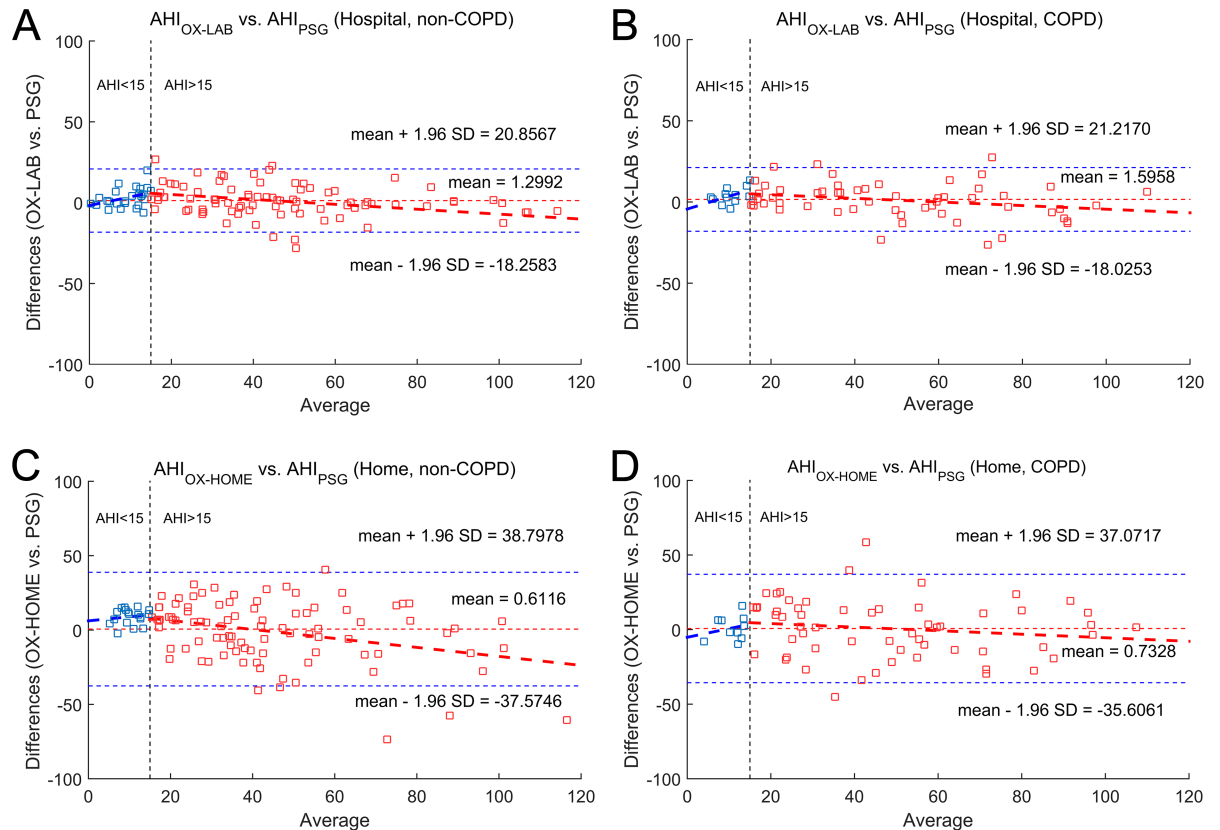 A
AHI_OX-LAB vs. AHI_PSG (Hospital, non-COPD)
Differences (OX-LAB vs. PSG)
100
50
0
-50
-100
AHI<15 AHI>15
mean + 1.96 SD = 20.8567
mean = 1.2992
mean - 1.96 SD = -18.2583
0 20 40 60 80 100 120
Average
B
AHI_OX-LAB vs. AHI_PSG (Hospital, COPD)
Differences (OX-LAB vs. PSG)
100
50
0
-50
-100
AHI<15 AHI>15
mean + 1.96 SD = 21.2170
mean = 1.5958
mean - 1.96 SD = -18.0253
0 20 40 60 80 100 120
Average
C
AHI_OX-HOME vs. AHI_PSG (Home, non-COPD)
Differences (OX-HOME vs. PSG)
100
50
0
-50
-100
AHI<15 AHI>15
mean + 1.96 SD = 38.7978
mean = 0.6116
mean - 1.96 SD = -37.5746
0 20 40 60 80 100 120
Average
D
AHI_OX-HOME vs. AHI_PSG (Home, COPD)
Differences (OX-HOME vs. PSG)
100
50
0
-50
-100
AHI<15 AHI>15
mean + 1.96 SD = 37.0717
mean = 0.7328
mean - 1.96 SD = -35.6061
0 20 40 60 80 100 120
Average